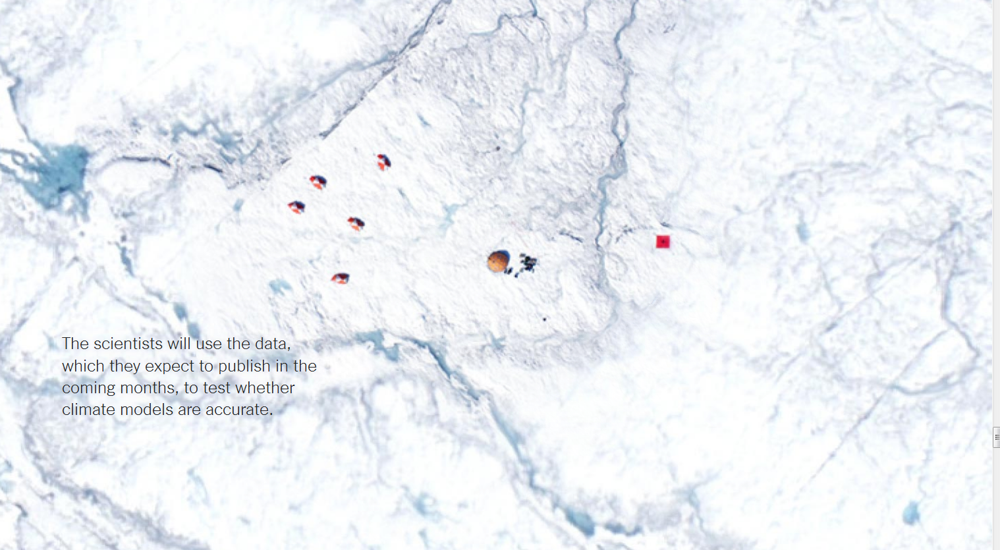 The scientists will use the data,
which they expect to publish in the
coming months, to test whether
climate models are accurate.